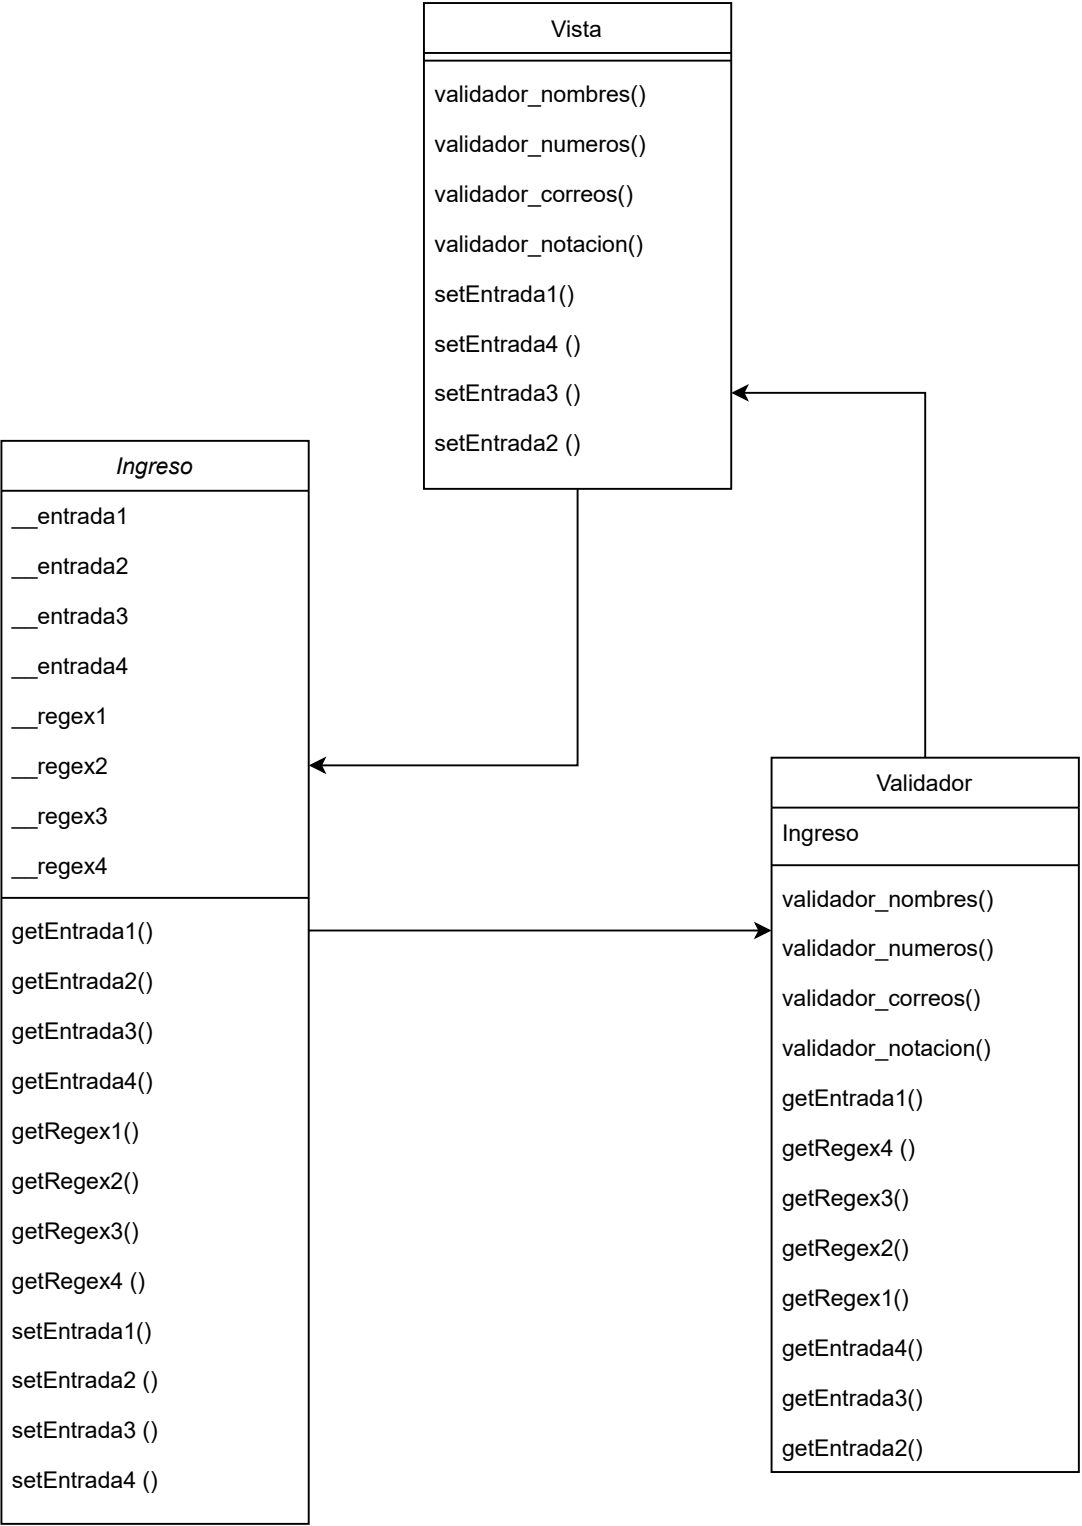 Vista
validador_nombres()
validador_numeros()
validador_correos()
validador_notacion()
setEntrada1()
setEntrada4 ()
setEntrada3 ()
setEntrada2 ()
Ingreso
__entrada1
__entrada2
__entrada3
__entrada4
__regex1
__regex2
__regex3
__regex4
getEntrada1()
getEntrada2()
getEntrada3()
getEntrada4()
getRegex1()
getRegex2()
getRegex3()
getRegex4 ()
setEntrada1()
setEntrada2 ()
setEntrada3 ()
setEntrada4 ()
Validador
Ingreso
validador_nombres()
validador_numeros()
validador_correos()
validador_notacion()
getEntrada1()
getRegex4 ()
getRegex3()
getRegex2()
getRegex1()
getEntrada4()
getEntrada3()
getEntrada2()